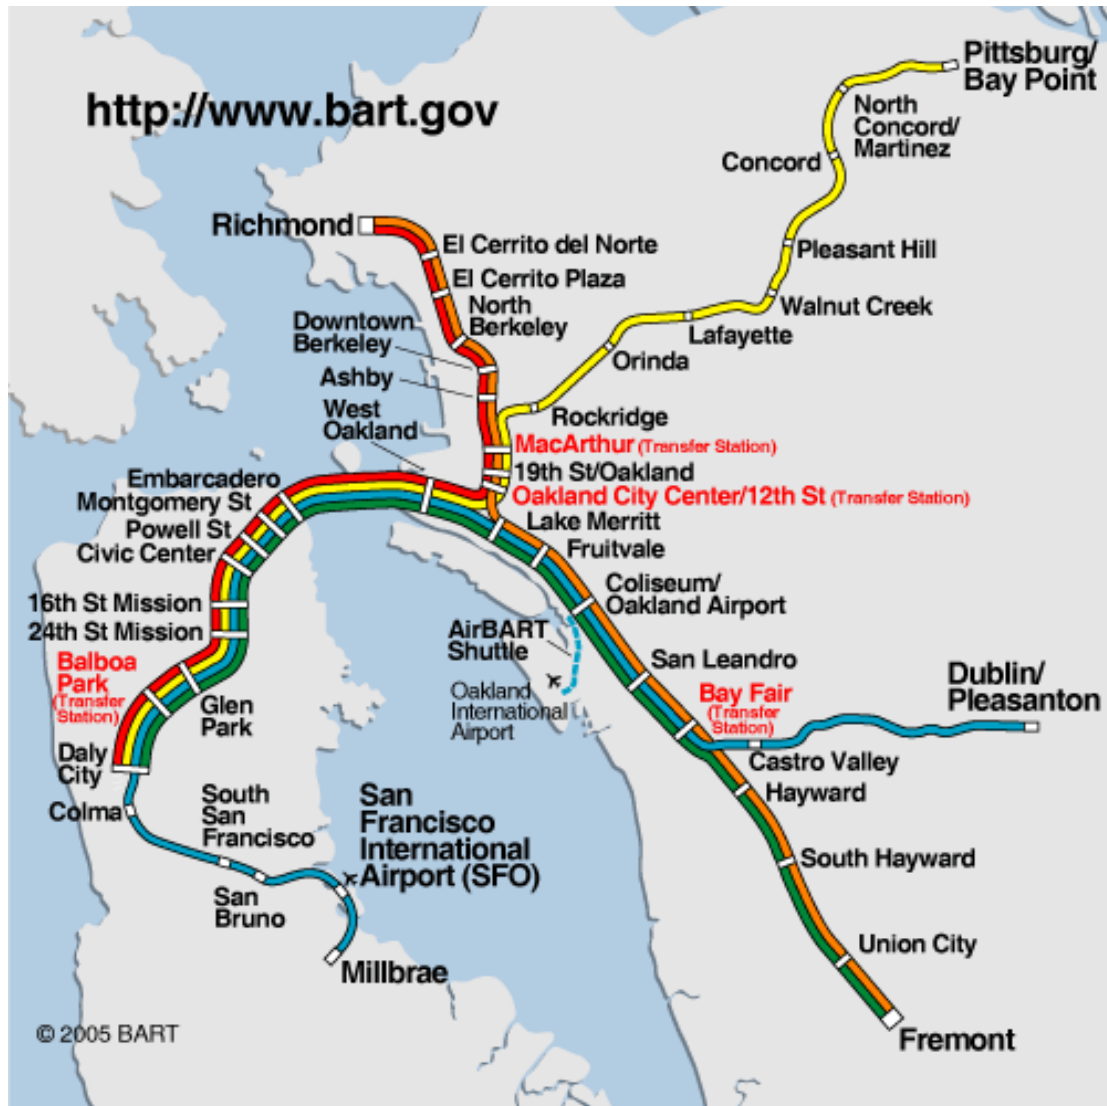 http://www.bart.gov
Pittsburg/
Bay Point
North
Concord/
Martinez
Concord
Pleasant Hill
Walnut Creek
Lafayette
Orinda
Rockridge
Richmond
El Cerrito del Norte
El Cerrito Plaza
North
Berkeley
Downtown
Berkeley
Ashby
West
Oakland
MacArthur (Transfer Station)
19th St/Oakland
Oakland City Center/12th St (Transfer Station)
Embarcadero
Montgomery St
Powell St
Civic Center
16th St Mission
24th St Mission
Balboa
Park
(Transfer
Station)
Glen
Park
Daly
City
Colma
South
San
Francisco
San
Bruno
San
Francisco
International
Airport (SFO)
Millbrae
Lake Merritt
Fruitvale
Coliseum/
Oakland Airport
AirBART
Shuttle
Oakland
International
Airport
San Leandro
Bay Fair
(Transfer
Station)
Dublin/
Pleasanton
Castro Valley
Hayward
South Hayward
Union City
Fremont
© 2005 BART